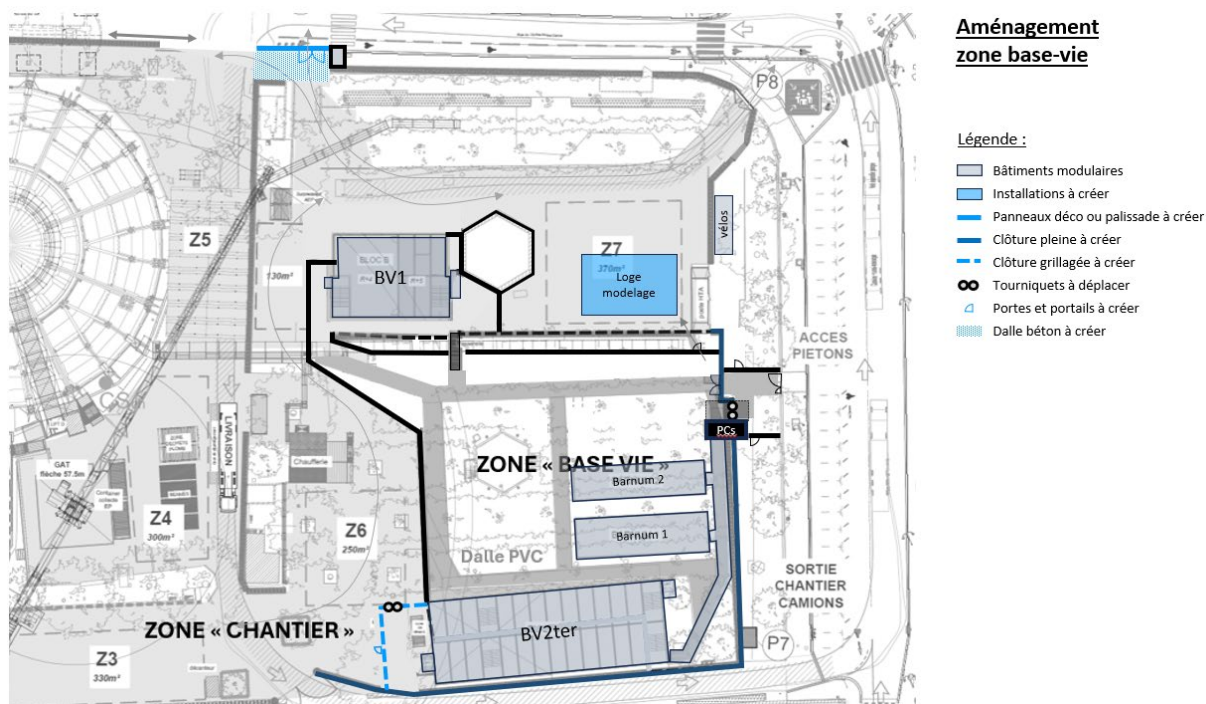 Aménagement
zone base-vie
Légende :
Bâtiments modulaires
Installations à créer
Panneaux déco ou palissade à créer
Clôture pleine à créer
Clôture grillagée à créer
Tourniquets à déplacer
Portes et portails à créer
Dalle béton à créer
P8
Z5
130m²
BLOC B
BV1
Z7
370m²
Loge
modelage
vélos
poste HTA
ACCES
PIETONS
PCs
LIVRAISON
Chaufferie
GAT
flèche 57.5m
Z4
300m²
Z6
250m²
ZONE « BASE VIE »
Barnum 2
Barnum 1
Dalle PVC
SORTIE
CHANTIER
CAMIONS
ZONE « CHANTIER »
BV2ter
P7
Z3
330m²